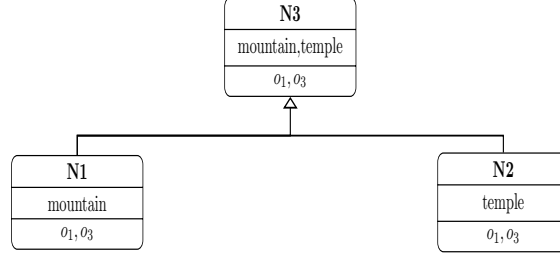 N3
mountain,temple
o₁,o₃
N1
mountain
o₁,o₃
N2
temple
o₁,o₃